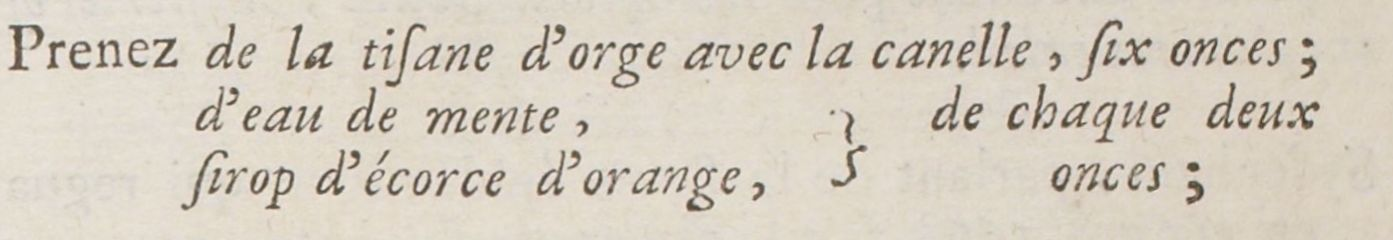 Prenez de la tiſane d'orge avec la canelle, ſix onces;
d'eau de mente, } de chaque deux
ſirop d'écorce d'orange, } onces;